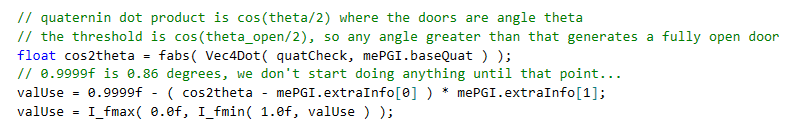 // quaternin dot product is cos(theta/2) where the doors are angle theta
// the threshold is cos(theta_open/2), so any angle greater than that generates a fully open door
float cos2theta = fabs( Vec4Dot( quatCheck, mePGI.baseQuat ) );
// 0.9999f is 0.86 degrees, we don't start doing anything until that point...
valUse = 0.9999f - ( cos2theta - mePGI.extraInfo[0] ) * mePGI.extraInfo[1];
valUse = I_fmax( 0.0f, I_fmin( 1.0f, valUse ) );